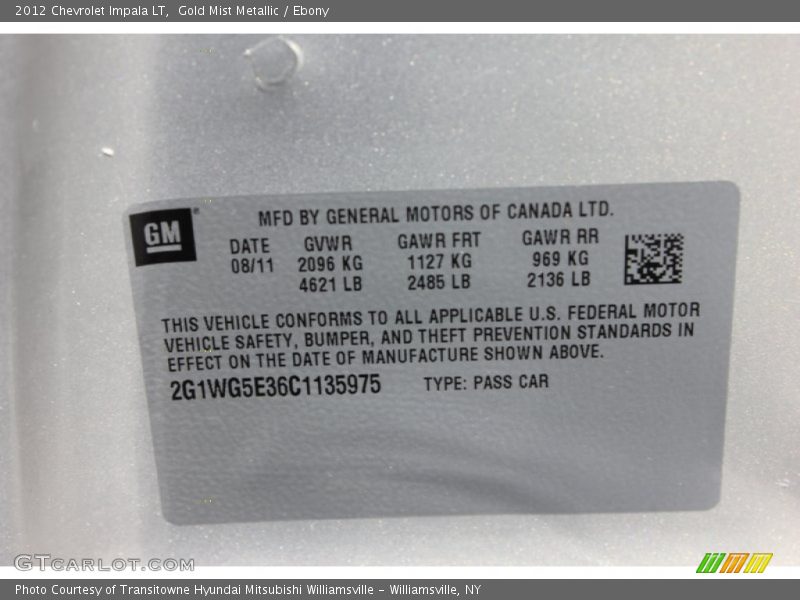 2012 Chevrolet Impala LT,  Gold Mist Metallic / Ebony
GM
MFD BY GENERAL MOTORS OF CANADA LTD.
DATE GVWR GAWR FRT GAWR RR
08/11 2096 KG 1127 KG 969 KG
4621 LB 2485 LB 2136 LB
THIS VEHICLE CONFORMS TO ALL APPLICABLE U.S. FEDERAL MOTOR
VEHICLE SAFETY, BUMPER, AND THEFT PREVENTION STANDARDS IN
EFFECT ON THE DATE OF MANUFACTURE SHOWN ABOVE.
2G1WG5E36C1135975 TYPE: PASS CAR
GTCARLOT.COM
Photo Courtesy of Transitowne Hyundai Mitsubishi Williamsville - Williamsville, NY